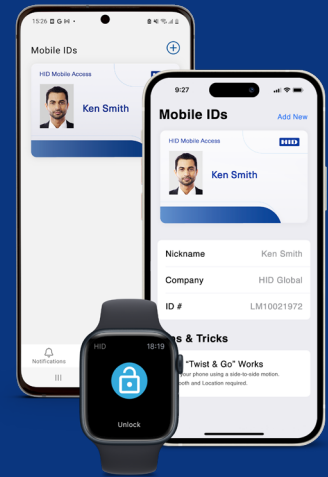 15:26
Mobile IDs
HID Mobile Access
Ken Smith
9:27
Mobile IDs
Add New
HID Mobile Access
HID
Ken Smith
Nickname Ken Smith
Company HID Global
ID # LM10021972
& Tricks
"Twist & Go" Works
your phone using a side-to-side motion.
and Location required.
Notifications
HID 18:19
Unlock